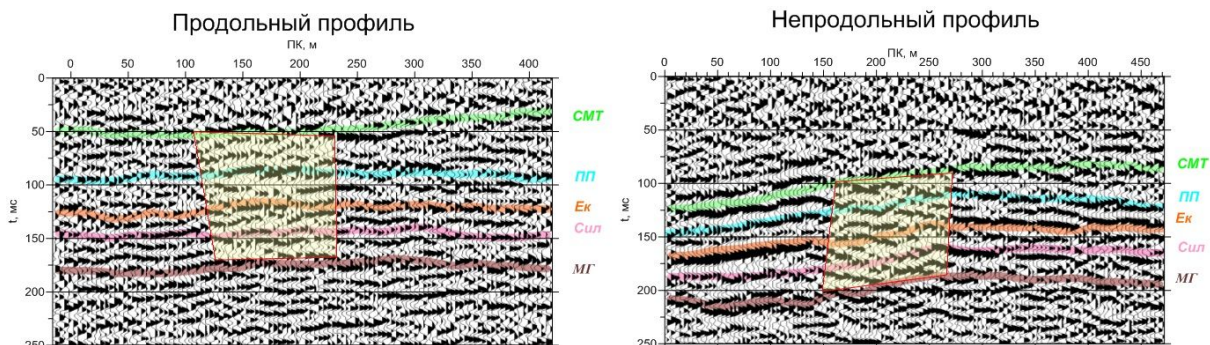 Продольный профиль
ПК, м
0 50 100 150 200 250 300 350 400
0
50
100
150
200
250
t, мс
СМТ
ПП
Ек
Сил
МГ
Непродольный профиль
ПК, м
0 50 100 150 200 250 300 350 400 450
0
50
100
150
200
250
t, мс
СМТ
ПП
Ек
Сил
МГ